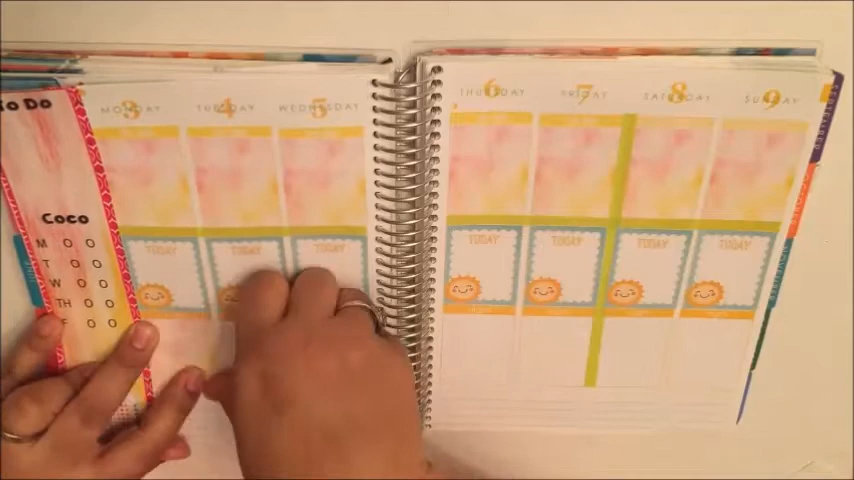 To Do
Coco
M O O
T O O
W O O
TH O O
F O O
MONDAY
3
TUESDAY
4
WEDNESDAY
5
THURSDAY
6
FRIDAY
7
SATURDAY
8
SUNDAY
9
TODAY
TODAY
TODAY
TODAY
TODAY
TODAY
TODAY